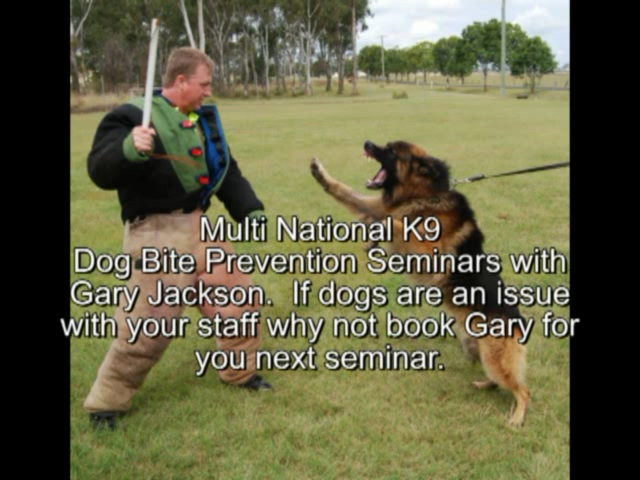 Multi National K9
Dog Bite Prevention Seminars with
Gary Jackson.  If dogs are an issue
with your staff why not book Gary for
you next seminar.